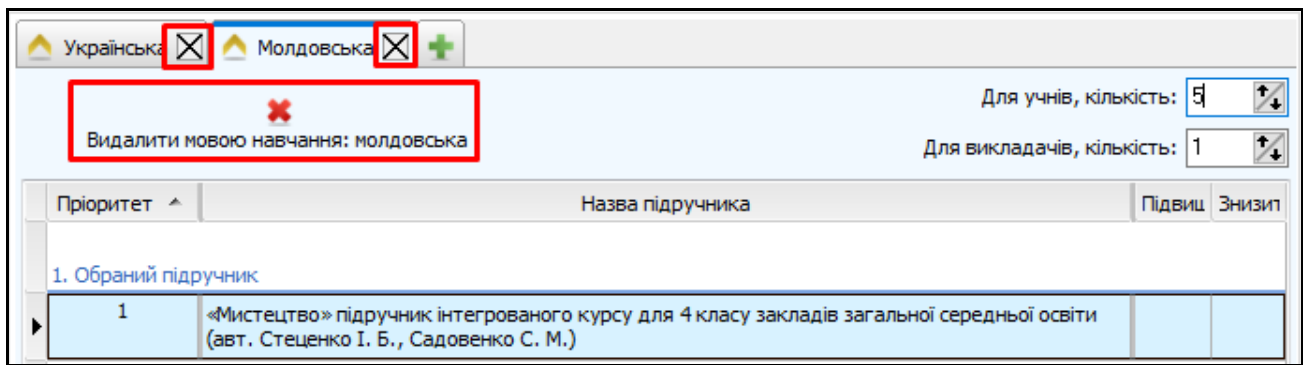 Українська Молдовська
Для учнів, кількість: 5
Видалити мовою навчання: молдовська
Для викладачів, кількість: 1
Пріоритет Назва підручника Підвищ Знизит
1. Обраний підручник
1 «Мистецтво» підручник інтегрованого курсу для 4 класу закладів загальної середньої освіти
(авт. Стеценко І. Б., Садовенко С. М.)